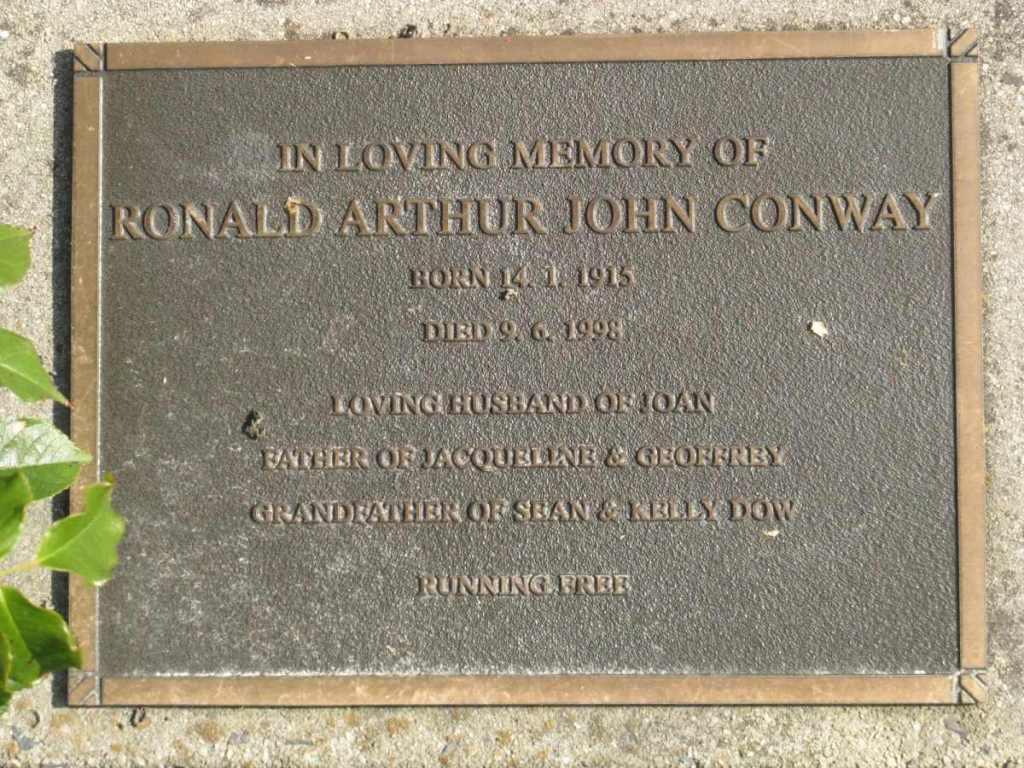 IN LOVING MEMORY OF
RONALD ARTHUR JOHN CONWAY
BORN 14. 1. 1915
DIED 9. 6. 1998
LOVING HUSBAND OF JOAN
FATHER OF JACQUELINE & GEOFFREY
GRANDFATHER OF SEAN & KELLY DOW
RUNNING FREE